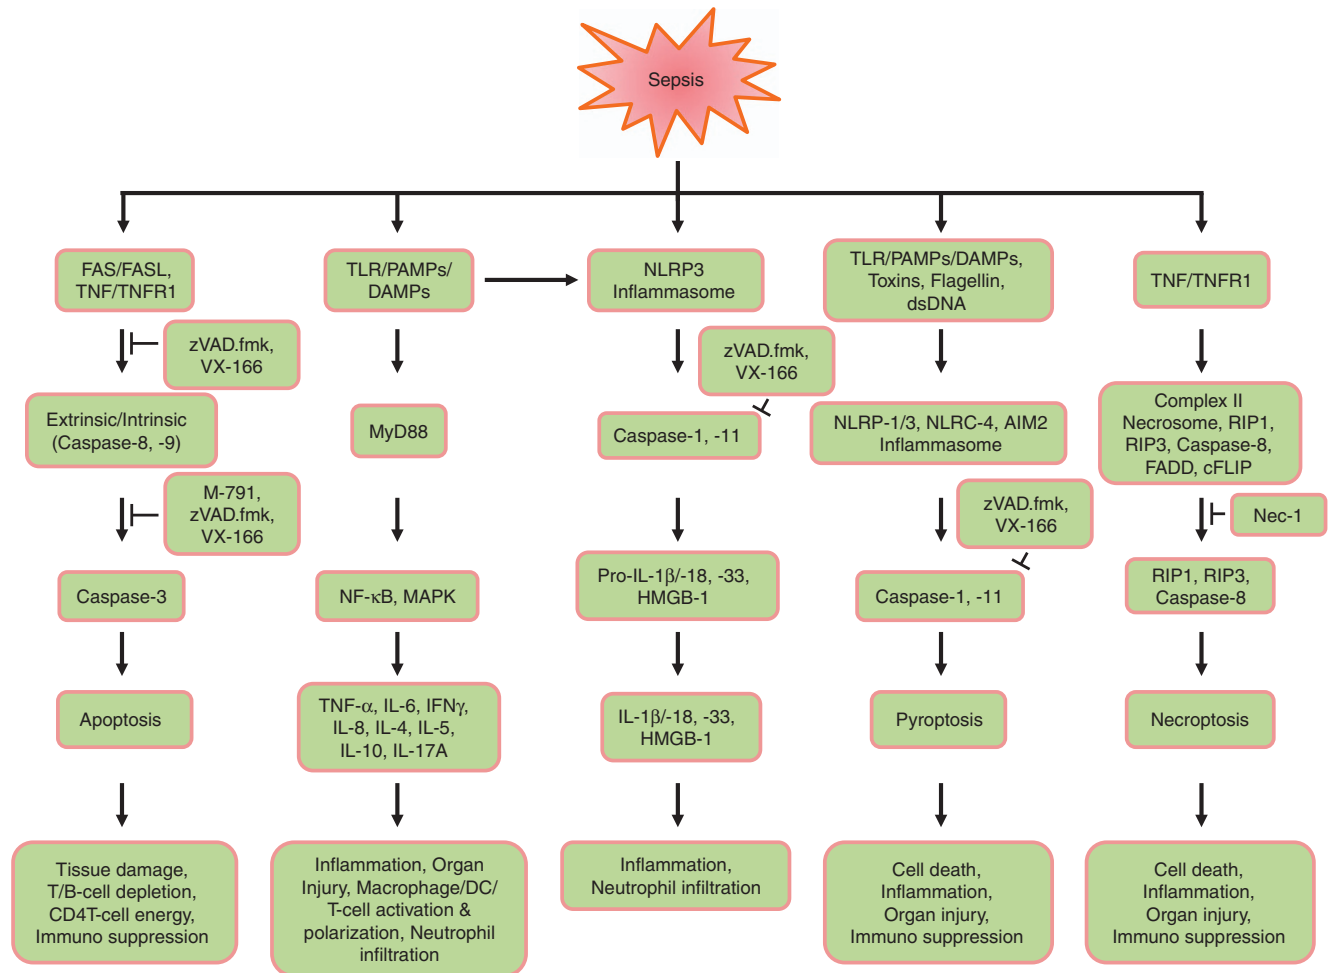 Sepsis
FAS/FASL,
TNF/TNFR1
TLR/PAMPs/
DAMPs
NLRP3
Inflammasome
TLR/PAMPs/DAMPs,
Toxins, Flagellin,
dsDNA
TNF/TNFR1
zVAD.fmk,
VX-166
zVAD.fmk,
VX-166
Extrinsic/Intrinsic
(Caspase-8, -9)
MyD88
Caspase-1, -11
NLRP-1/3, NLRC-4, AIM2
Inflammasome
Complex II
Necrosome, RIP1,
RIP3, Caspase-8,
FADD, cFLIP
M-791,
zVAD.fmk,
VX-166
zVAD.fmk,
VX-166
Nec-1
Caspase-3
NF-κB, MAPK
Pro-IL-1β/-18, -33,
HMGB-1
Caspase-1, -11
RIP1, RIP3,
Caspase-8
Apoptosis
TNF-α, IL-6, IFNγ,
IL-8, IL-4, IL-5,
IL-10, IL-17A
IL-1β/-18, -33,
HMGB-1
Pyroptosis
Necroptosis
Tissue damage,
T/B-cell depletion,
CD4T-cell energy,
Immuno suppression
Inflammation, Organ
Injury, Macrophage/DC/
T-cell activation &
polarization, Neutrophil
infiltration
Inflammation,
Neutrophil infiltration
Cell death,
Inflammation,
Organ injury,
Immuno suppression
Cell death,
Inflammation,
Organ injury,
Immuno suppression